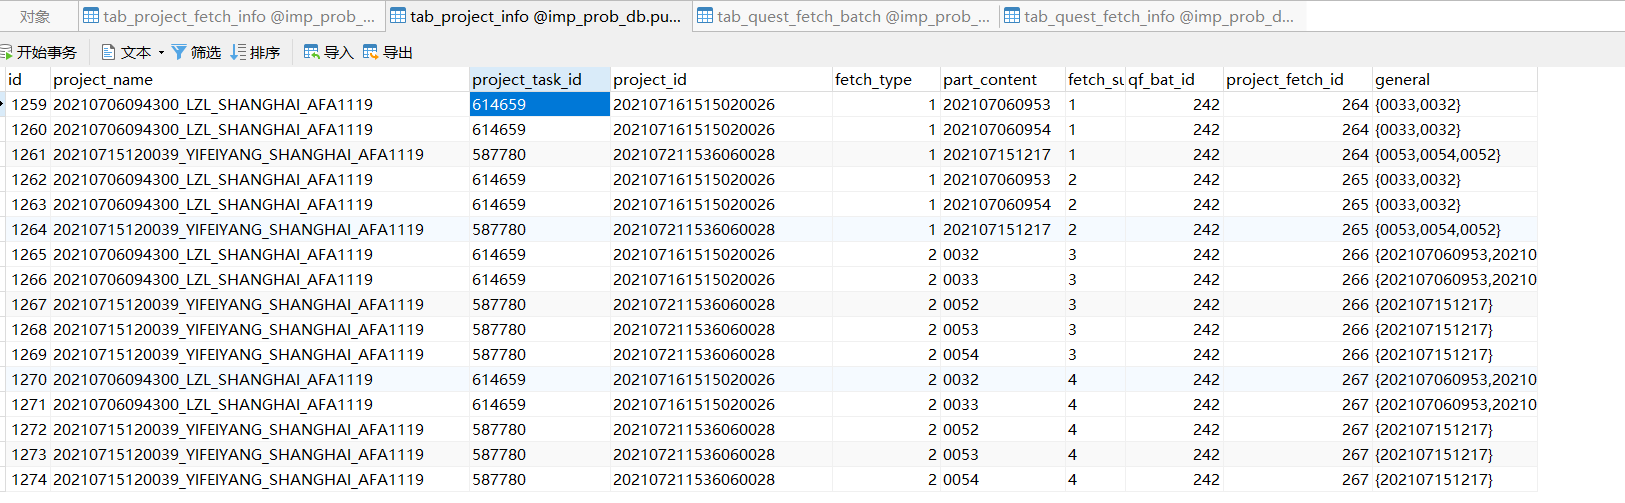 对象 tab_project_fetch_info @imp_prob_... tab_project_info @imp_prob_db.pu... tab_quest_fetch_batch @imp_prob_... tab_quest_fetch_info @imp_prob_d...
开始事务 文本 筛选 排序 导入 导出
id project_name project_task_id project_id fetch_type part_content fetch_su qf_bat_id project_fetch_id general
1259 20210706094300_LZL_SHANGHAI_AFA1119 614659 202107161515020026 1 202107060953 1 242 264 {0033,0032}
1260 20210706094300_LZL_SHANGHAI_AFA1119 614659 202107161515020026 1 202107060954 1 242 264 {0033,0032}
1261 20210715120039_YIFEIYANG_SHANGHAI_AFA1119 587780 202107211536060028 1 202107151217 1 242 264 {0053,0054,0052}
1262 20210706094300_LZL_SHANGHAI_AFA1119 614659 202107161515020026 1 202107060953 2 242 265 {0033,0032}
1263 20210706094300_LZL_SHANGHAI_AFA1119 614659 202107161515020026 1 202107060954 2 242 265 {0033,0032}
1264 20210715120039_YIFEIYANG_SHANGHAI_AFA1119 587780 202107211536060028 1 202107151217 2 242 265 {0053,0054,0052}
1265 20210706094300_LZL_SHANGHAI_AFA1119 614659 202107161515020026 2 0032 3 242 266 {202107060953,20210
1266 20210706094300_LZL_SHANGHAI_AFA1119 614659 202107161515020026 2 0033 3 242 266 {202107060953,20210
1267 20210715120039_YIFEIYANG_SHANGHAI_AFA1119 587780 202107211536060028 2 0052 3 242 266 {202107151217}
1268 20210715120039_YIFEIYANG_SHANGHAI_AFA1119 587780 202107211536060028 2 0053 3 242 266 {202107151217}
1269 20210715120039_YIFEIYANG_SHANGHAI_AFA1119 587780 202107211536060028 2 0054 3 242 266 {202107151217}
1270 20210706094300_LZL_SHANGHAI_AFA1119 614659 202107161515020026 2 0032 4 242 267 {202107060953,20210
1271 20210706094300_LZL_SHANGHAI_AFA1119 614659 202107161515020026 2 0033 4 242 267 {202107060953,20210
1272 20210715120039_YIFEIYANG_SHANGHAI_AFA1119 587780 202107211536060028 2 0052 4 242 267 {202107151217}
1273 20210715120039_YIFEIYANG_SHANGHAI_AFA1119 587780 202107211536060028 2 0053 4 242 267 {202107151217}
1274 20210715120039_YIFEIYANG_SHANGHAI_AFA1119 587780 202107211536060028 2 0054 4 242 267 {202107151217}